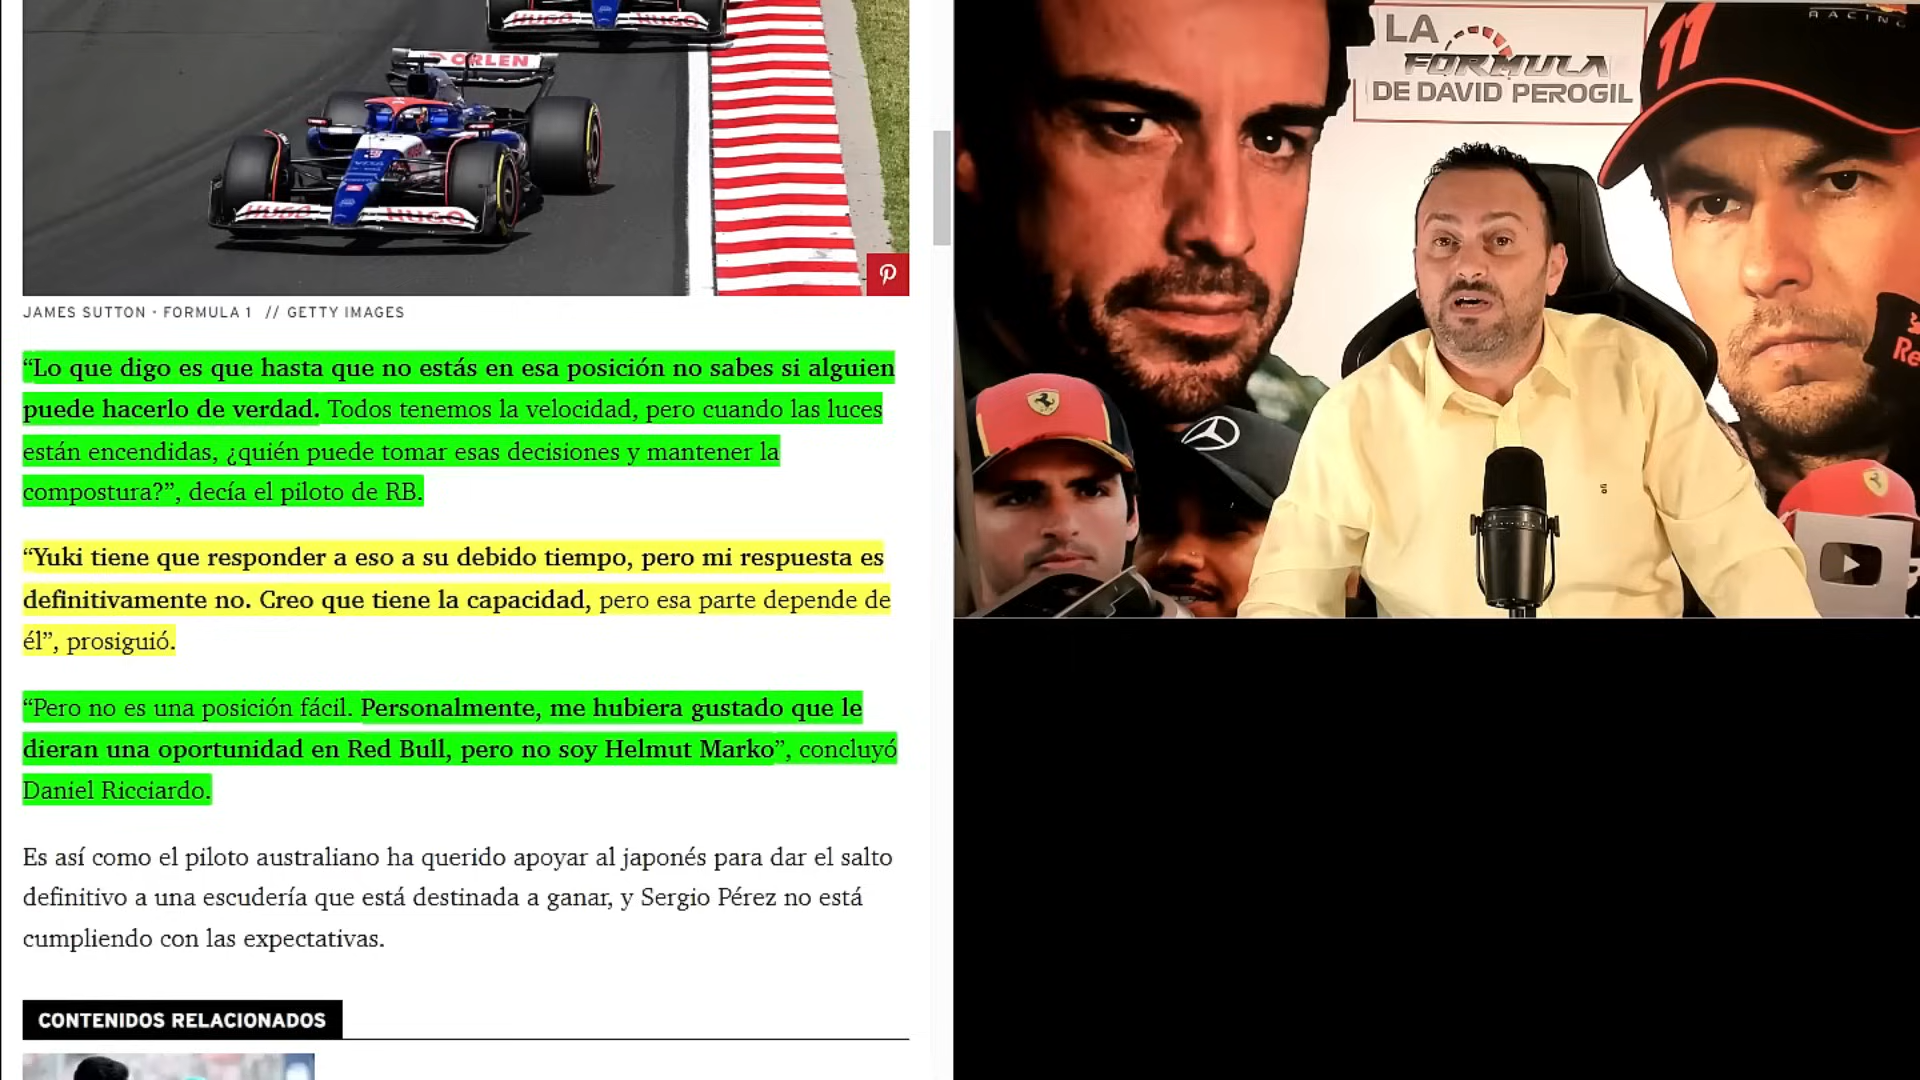 ORLEN
HUGO
HUGO
HUGO
HUGO
JAMES SUTTON - FORMULA 1 // GETTY IMAGES
“Lo que digo es que hasta que no estás en esa posición no sabes si alguien
puede hacerlo de verdad. Todos tenemos la velocidad, pero cuando las luces
están encendidas, ¿quién puede tomar esas decisiones y mantener la
compostura?”, decía el piloto de RB.
“Yuki tiene que responder a eso a su debido tiempo, pero mi respuesta es
definitivamente no. Creo que tiene la capacidad, pero esa parte depende de
él”, prosiguió.
“Pero no es una posición fácil. Personalmente, me hubiera gustado que le
dieran una oportunidad en Red Bull, pero no soy Helmut Marko”, concluyó
Daniel Ricciardo.
Es así como el piloto australiano ha querido apoyar al japonés para dar el salto
definitivo a una escudería que está destinada a ganar, y Sergio Pérez no está
cumpliendo con las expectativas.
CONTENIDOS RELACIONADOS
LA
FORMULA
DE DAVID PEROGIL
11
RACING
Re